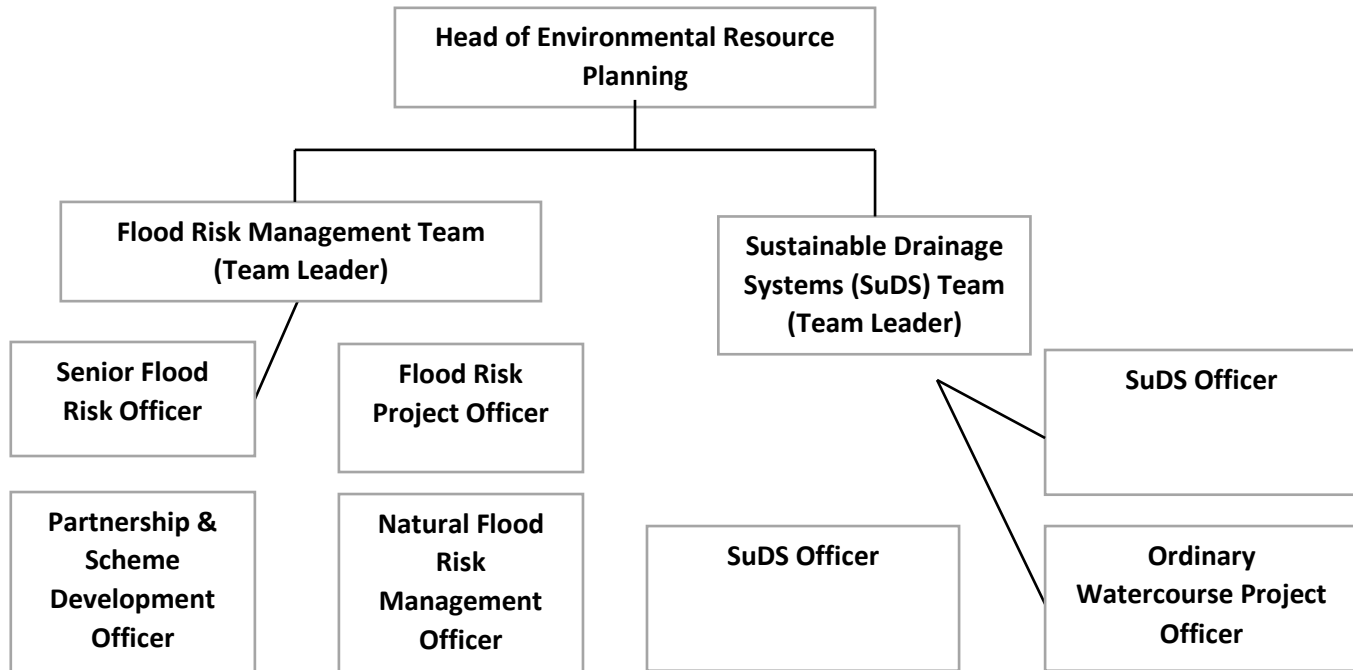 Head of Environmental Resource
Planning
Flood Risk Management Team
(Team Leader)
Sustainable Drainage
Systems (SuDS) Team
(Team Leader)
Senior Flood
Risk Officer
Flood Risk
Project Officer
SuDS Officer
Partnership &
Scheme
Development
Officer
Natural Flood
Risk
Management
Officer
SuDS Officer
Ordinary
Watercourse Project
Officer